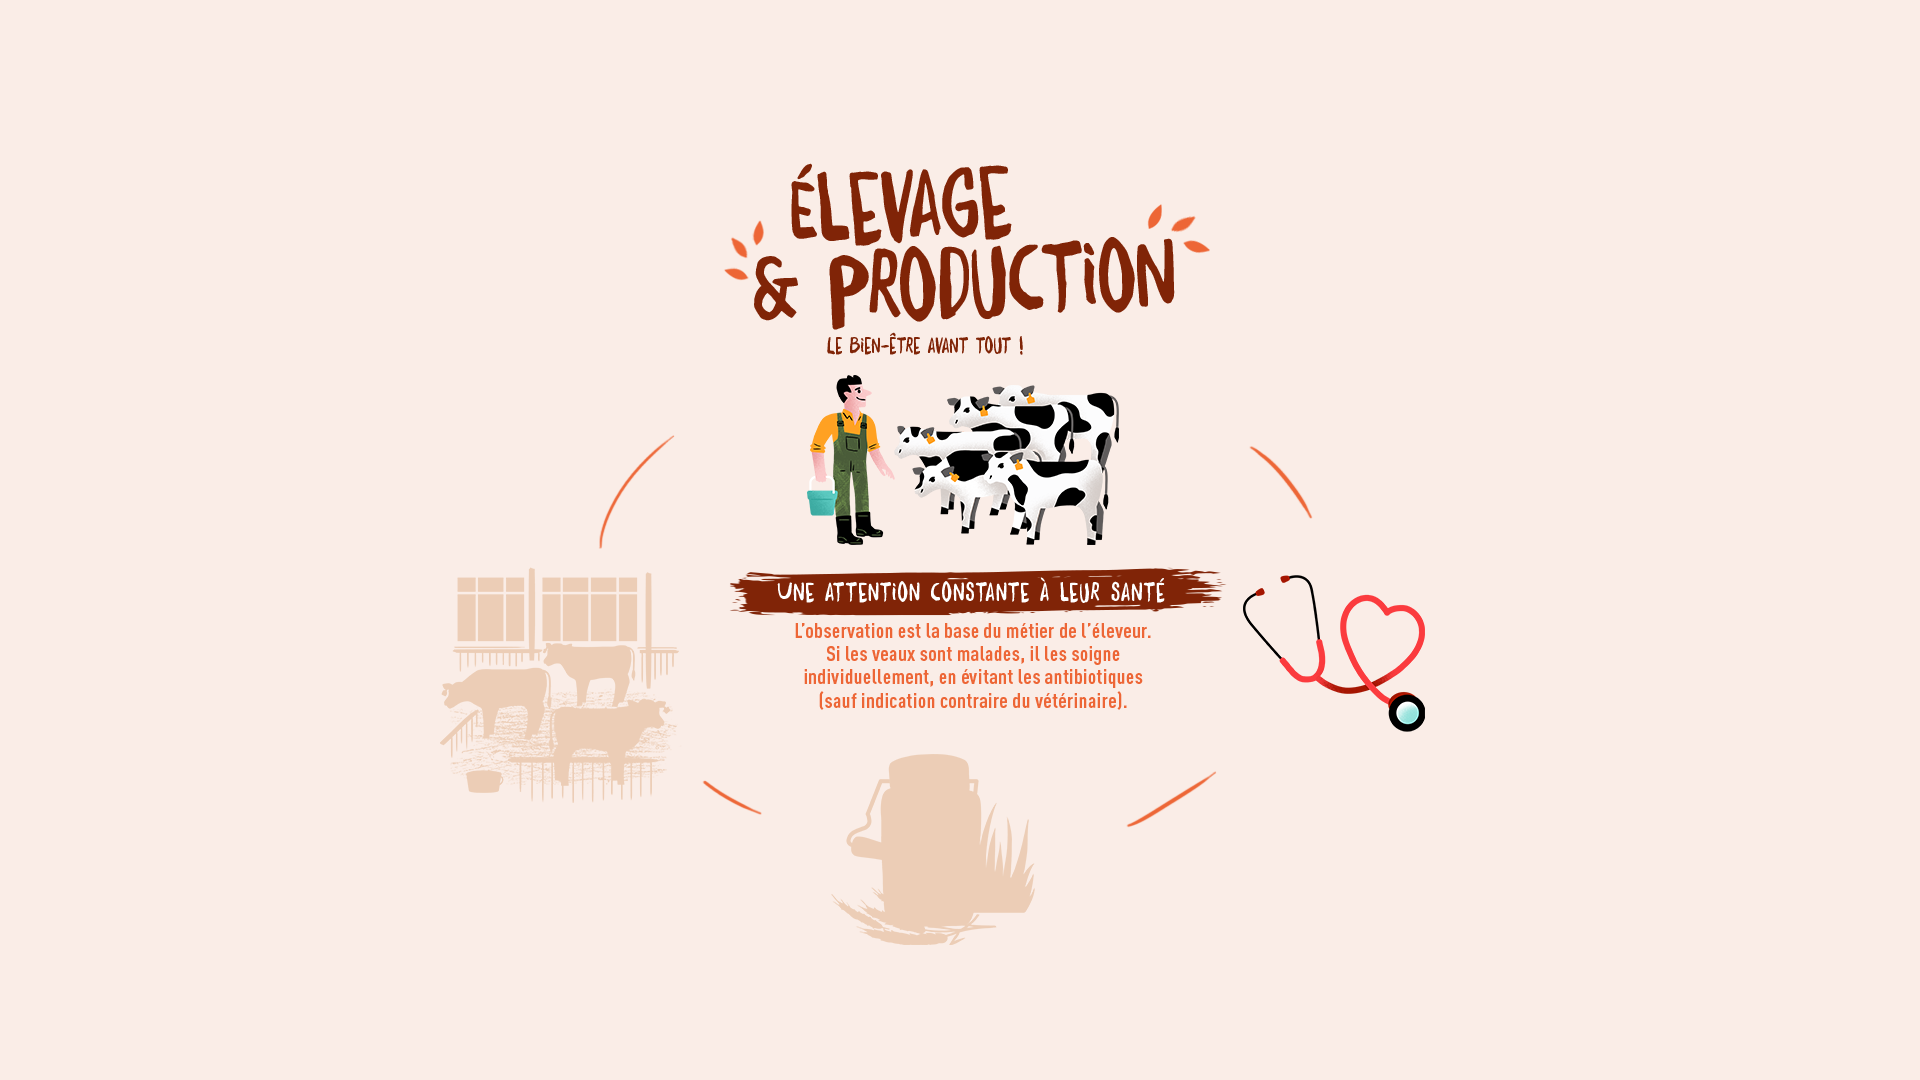 ÉLEVAGE
& PRODUCTION
LE BIEN-ÊTRE AVANT TOUT !
UNE ATTENTION CONSTANTE À LEUR SANTÉ
L'observation est la base du métier de l'éleveur.
Si les veaux sont malades, il les soigne
individuellement, en évitant les antibiotiques
(sauf indication contraire du vétérinaire).